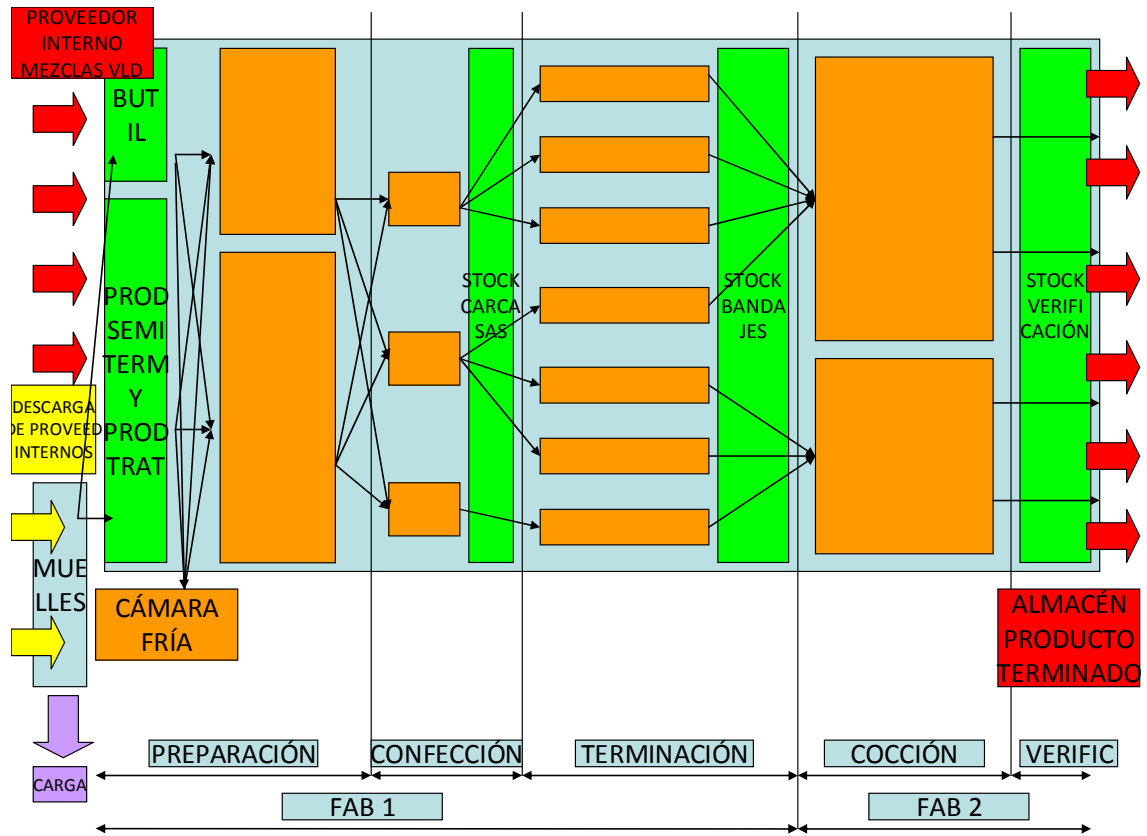 PROVEEDOR
INTERNO
MEZCLAS VLD
BUT
IL
PROD
SEMI
TERM
Y
PROD
TRAT
STOCK
CARCA
SAS
STOCK
BANDA
JES
STOCK
VERIFI
CACIÓN
DESCARGA
DE PROVEED
INTERNOS
MUE
LLES
CÁMARA
FRÍA
ALMACÉN
PRODUCTO
TERMINADO
CARGA
PREPARACIÓN
CONFECCIÓN
TERMINACIÓN
COCCIÓN
VERIFIC
FAB 1
FAB 2